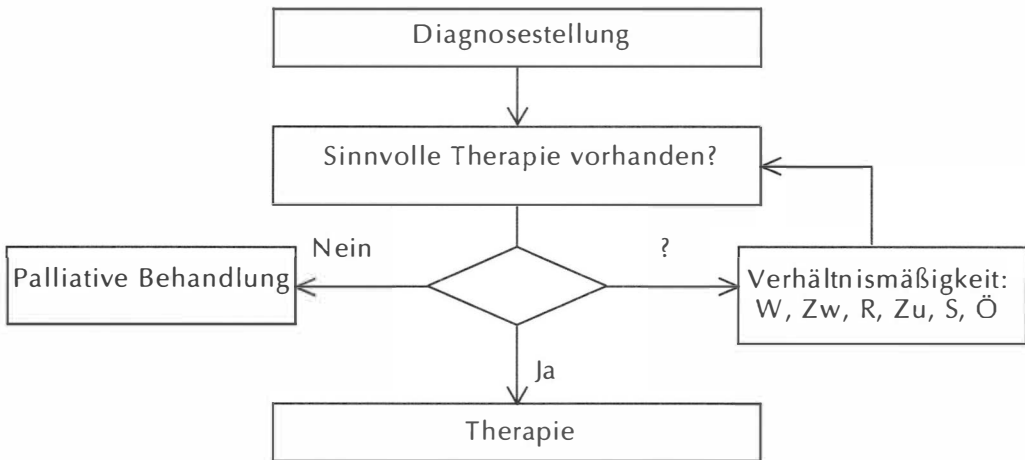 Diagnosestellung
Sinnvolle Therapie vorhanden?
Nein
?
Palliative Behandlung
Verhältnismäßigkeit:
W, Zw, R, Zu, S, Ö
Ja
Therapie